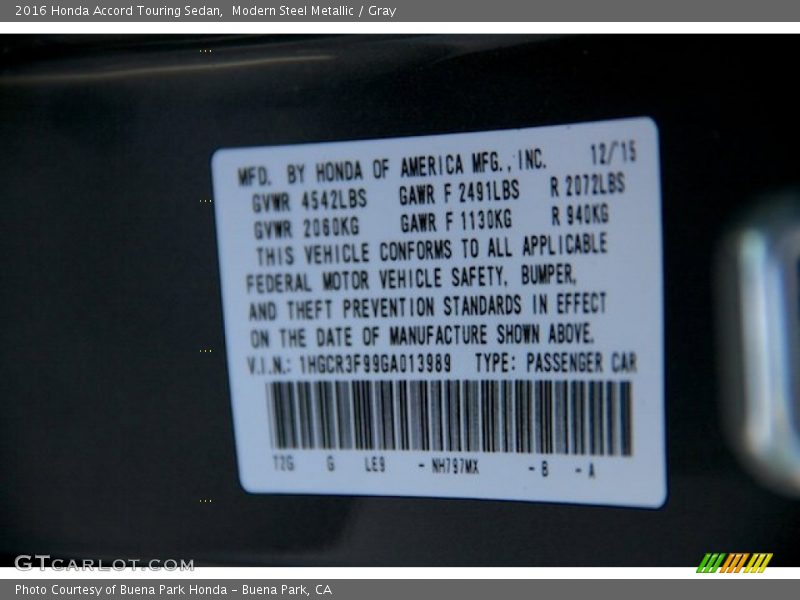 2016 Honda Accord Touring Sedan,  Modern Steel Metallic / Gray
MFD. BY HONDA OF AMERICA MFG., INC. 12/15
GVWR 4542LBS GAWR F 2491LBS R 2072LBS
GVWR 2060KG GAWR F 1130KG R 940KG
THIS VEHICLE CONFORMS TO ALL APPLICABLE
FEDERAL MOTOR VEHICLE SAFETY, BUMPER,
AND THEFT PREVENTION STANDARDS IN EFFECT
ON THE DATE OF MANUFACTURE SHOWN ABOVE.
V.I.N.: 1HGCR3F99GA013989 TYPE: PASSENGER CAR
T2G G LE9 - NH797MX - B - A
GTCARLOT.COM
Photo Courtesy of Buena Park Honda - Buena Park, CA